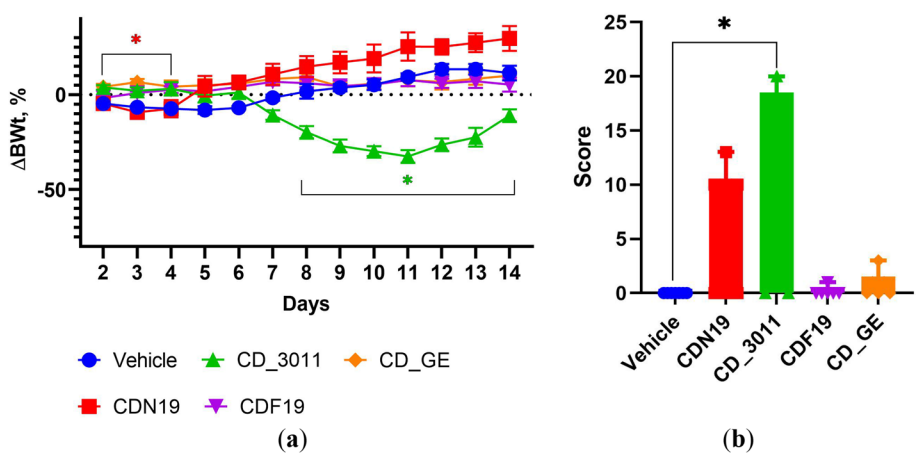 *
0
-50
ΔBWt, %
*
2 3 4 5 6 7 8 9 10 11 12 13 14
Days
Vehicle CD_3011 CD_GE
CDN19 CDF19
(a)
*
25
20
15
10
5
0
Score
Vehicle CDN19 CD_3011 CDF19 CD_GE
(b)